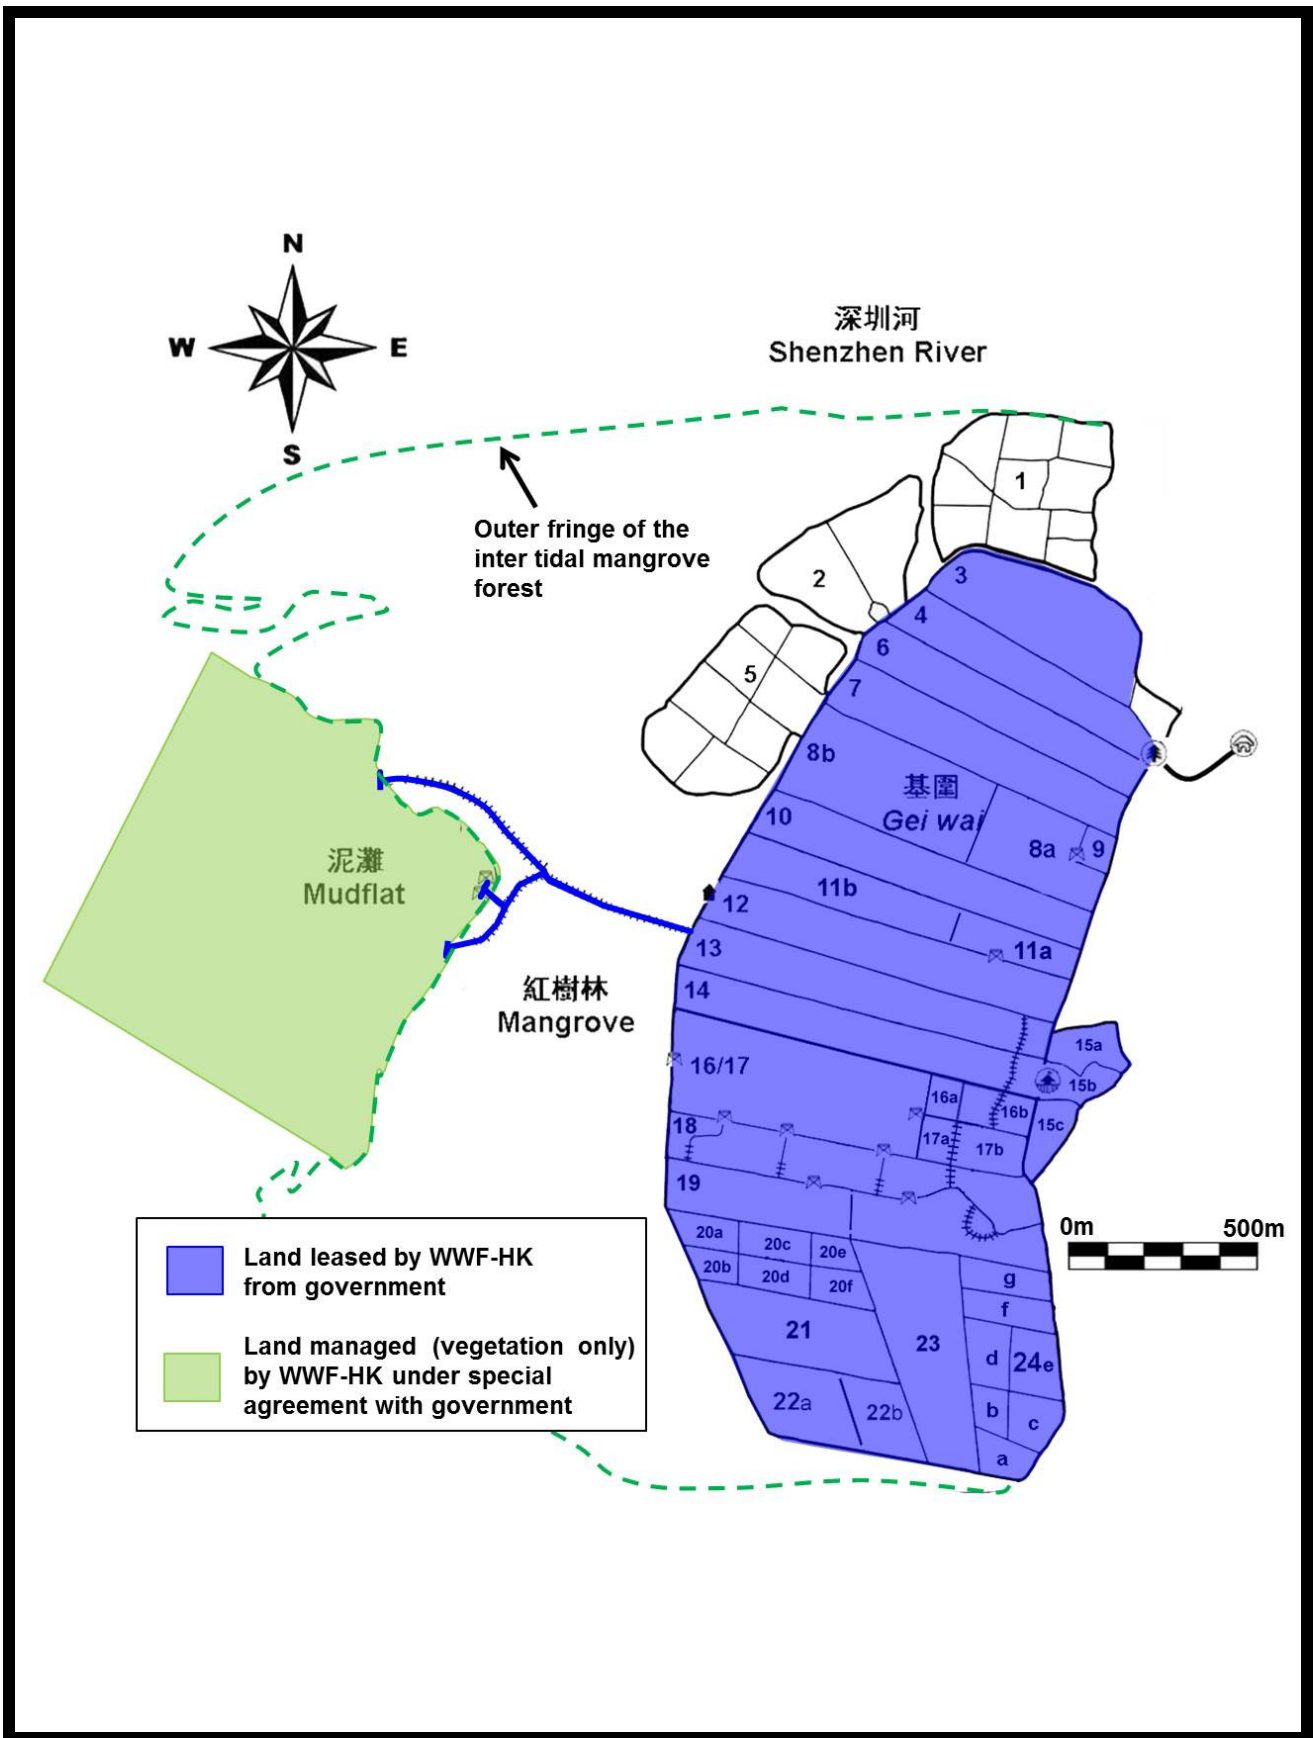 N
W
E
S
深圳河
Shenzhen River
Outer fringe of the
inter tidal mangrove
forest
1
2
3
4
5
6
7
8b
基圍
Gei wai
10
8a
9
11b
泥灘
Mudflat
12
13
11a
紅樹林
Mangrove
14
15a
16/17
15b
16a
16b
18
15c
17a
17b
19
0m
500m
20a
20c
20e
20b
20d
20f
g
f
21
23
d
24e
22a
22b
b
c
a
Land leased by WWF-HK
from government
Land managed (vegetation only)
by WWF-HK under special
agreement with government